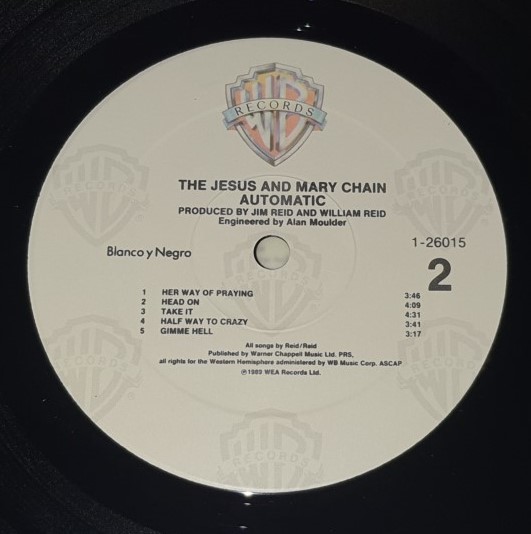 WB
RECORDS
THE JESUS AND MARY CHAIN
AUTOMATIC
PRODUCED BY JIM REID AND WILLIAM REID
Engineered by Alan Moulder
Blanco y Negro
1-26015
2
1 HER WAY OF PRAYING 3:46
2 HEAD ON 4:09
3 TAKE IT 4:31
4 HALF WAY TO CRAZY 3:41
5 GIMME HELL 3:17
All songs by Reid/Reid
Published by Warner Chappell Music Ltd. PRS,
all rights for the Western Hemisphere administered by WB Music Corp. ASCAP
℗1989 WEA Records Ltd.